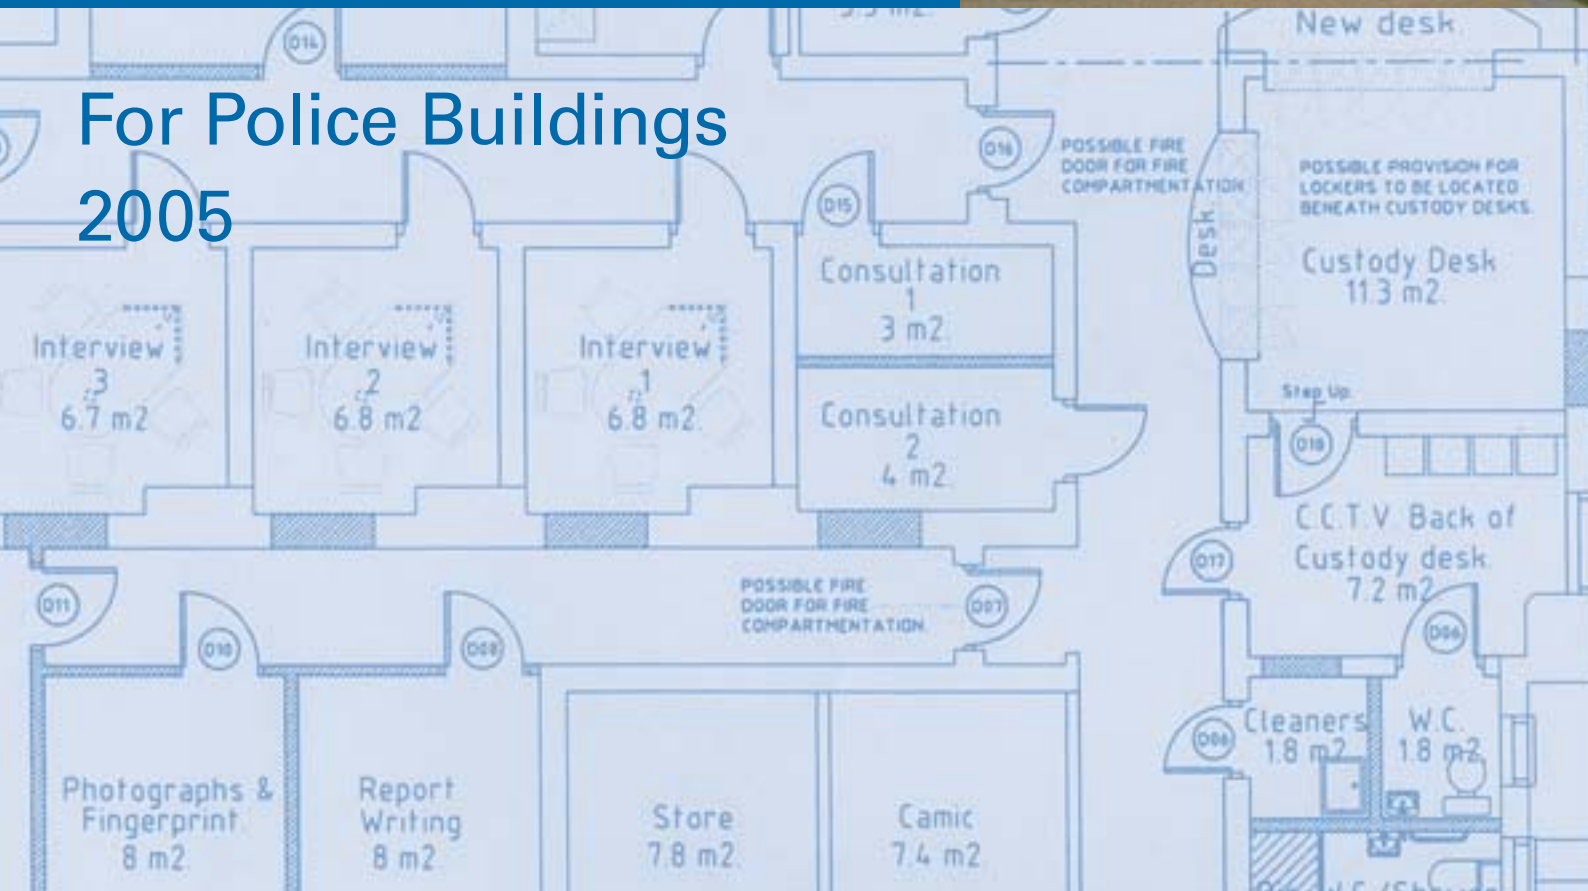 New desk
D14
For Police Buildings
2005
D16
POSSIBLE FIRE
DOOR FOR FIRE
COMPARTMENTATION
POSSIBLE PROVISION FOR
LOCKERS TO BE LOCATED
BENEATH CUSTODY DESKS.
D15
Desk
Custody Desk
11.3 m2.
Consultation
1
3 m2.
Interview
3
6.7 m2
Interview
2
6.8 m2
Interview
1
6.8 m2.
Step Up
Consultation
2
4 m2.
D18
C.C.T.V. Back of
Custody desk
7.2 m2
D17
POSSIBLE FIRE
DOOR FOR FIRE
COMPARTMENTATION.
D07
D11
D10
D08
D06
Cleaners
1.8 m2
W.C.
1.8 m2.
D06
Photographs &
Fingerprint
8 m2.
Report
Writing
8 m2
Store
7.8 m2.
Camic
7.4 m2